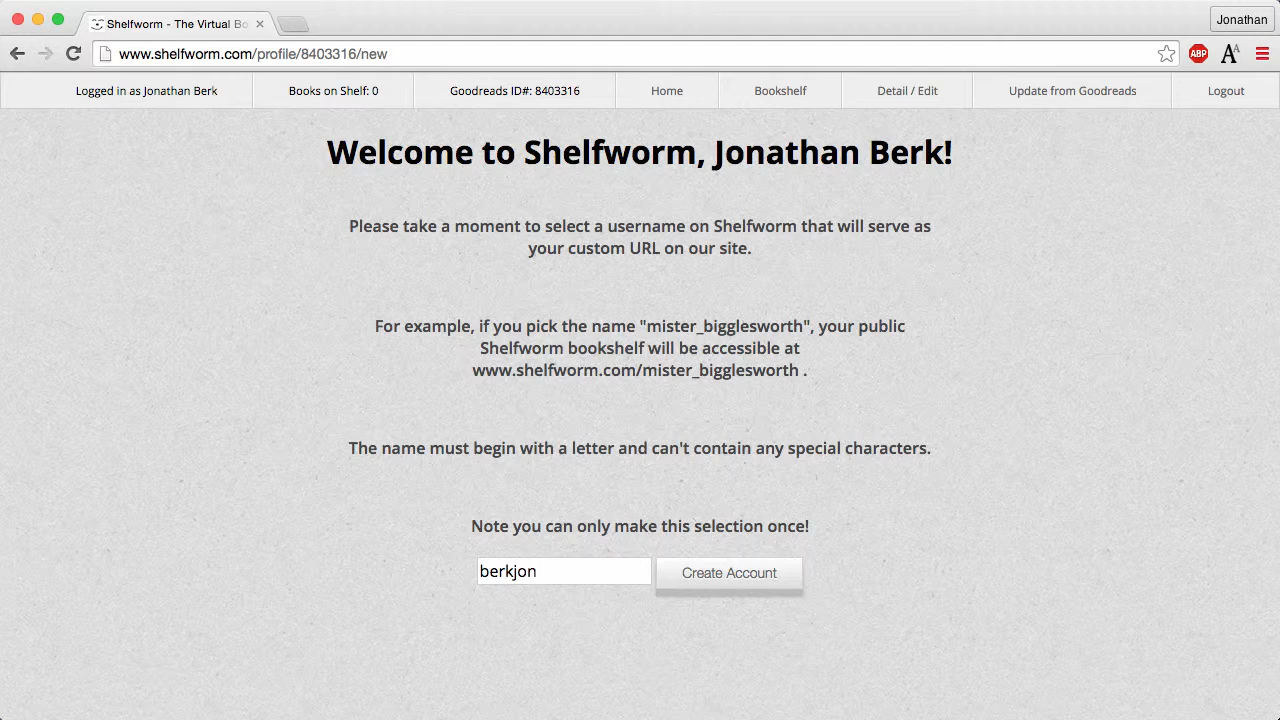 Shelfworm - The Virtual Bo
Jonathan
www.shelfworm.com/profile/8403316/new
ABP
AA
Logged in as Jonathan Berk
Books on Shelf: 0
Goodreads ID#: 8403316
Home
Bookshelf
Detail / Edit
Update from Goodreads
Logout
Welcome to Shelfworm, Jonathan Berk!
Please take a moment to select a username on Shelfworm that will serve as
your custom URL on our site.
For example, if you pick the name "mister_bigglesworth", your public
Shelfworm bookshelf will be accessible at
www.shelfworm.com/mister_bigglesworth .
The name must begin with a letter and can't contain any special characters.
Note you can only make this selection once!
berkjon
Create Account